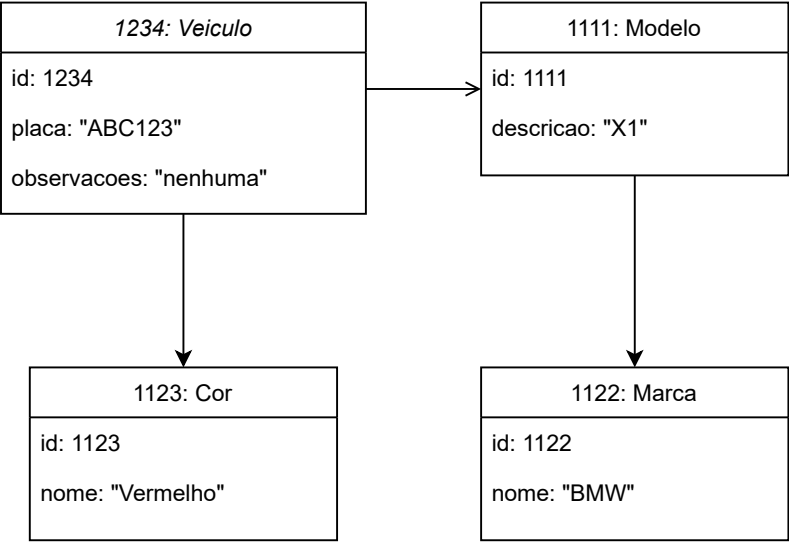 1234: Veiculo
id: 1234
placa: "ABC123"
observacoes: "nenhuma"
1111: Modelo
id: 1111
descricao: "X1"
1123: Cor
id: 1123
nome: "Vermelho"
1122: Marca
id: 1122
nome: "BMW"